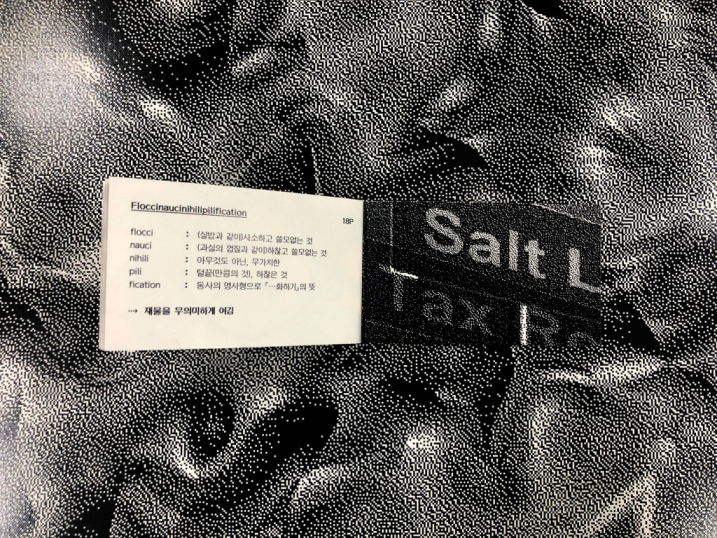 Floccinaucinihilipilification
18P
flocci : (실밥과 같이)사소하고 쓸모없는 것
nauci : (과실의 껍질과 같이)하찮고 쓸모없는 것
nihili : 아무것도 아닌, 무가치한
pili : 털끝(만큼의 것), 하찮은 것
fication : 동사의 명사형으로 「…화하기」의 뜻
⇢ 재물을 무의미하게 여김
Salt L
Tax Re